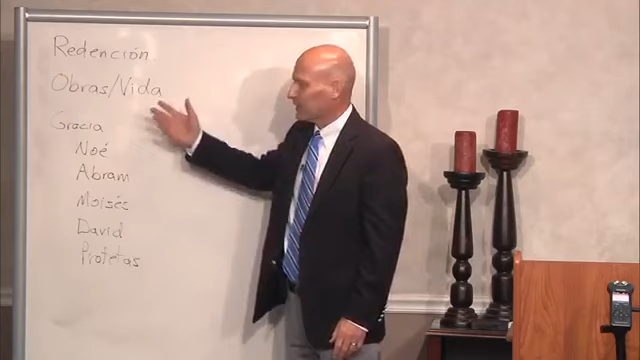 Redención
Obras/Vida
Gracia
Noé
Abram
Moisés
David
Profetas